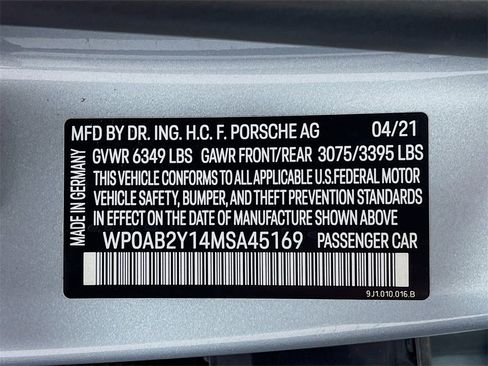 MFD BY DR. ING. H.C. F. PORSCHE AG 04/21
GVWR 6349 LBS GAWR FRONT/REAR 3075/3395 LBS
THIS VEHICLE CONFORMS TO ALL APPLICABLE U.S.FEDERAL MOTOR
VEHICLE SAFETY, BUMPER, AND THEFT PREVENTION STANDARDS
IN EFFECT ON THE DATE OF MANUFACTURE SHOWN ABOVE.
WP0AB2Y14MSA45169 PASSENGER CAR
9J1.010.016.B
MADE IN GERMANY